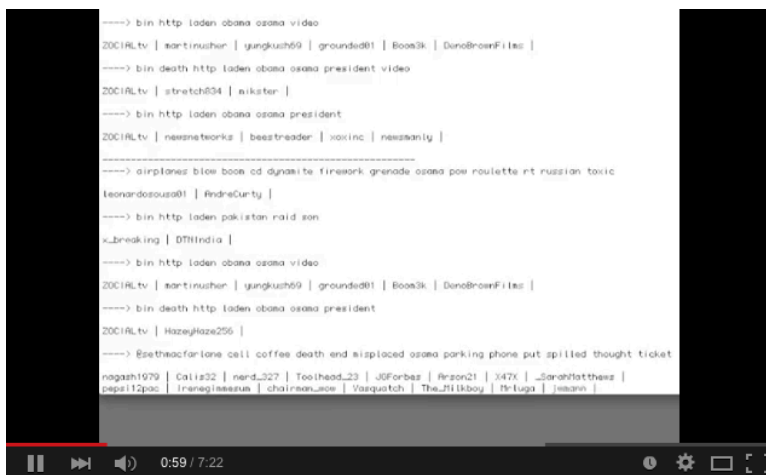 ----> bin http laden obama osama video
ZOCIALtv | martinusher | yungkush69 | grounded01 | Boom3k | DenoBrownFilms |
----> bin death http laden obama osama president video
ZOCIALtv | stretch834 | mikster |
----> bin http laden obama osama president
ZOCIALtv | newsnetworks | beestreader | xoxinc | newsmanly |
----------------------------------------------------
----> airplanes blow boom cd dynamite firework grenade osama pow roulette rt russian toxic
leonardosousa01 | AndreCurty |
----> bin http laden pakistan raid son
x_breaking | DTNIndia |
----> bin http laden obama osama video
ZOCIALtv | martinusher | yungkush69 | grounded01 | Boom3k | DenoBrownFilms |
----> bin death http laden obama osama president
ZOCIALtv | HazeyHaze256 |
----> @sethmacfarlane cell coffee death end misplaced osama parking phone put spilled thought ticket
nagash1979 | Calis32 | nerd_327 | Toolhead_23 | JGForbes | Arson21 | X47X | _SarahMatthews |
pepsi12pac | irenegimmesum | chairman_wow | Vasquatch | The_Milkboy | MrLuga | jwmann |
0:59 / 7:22